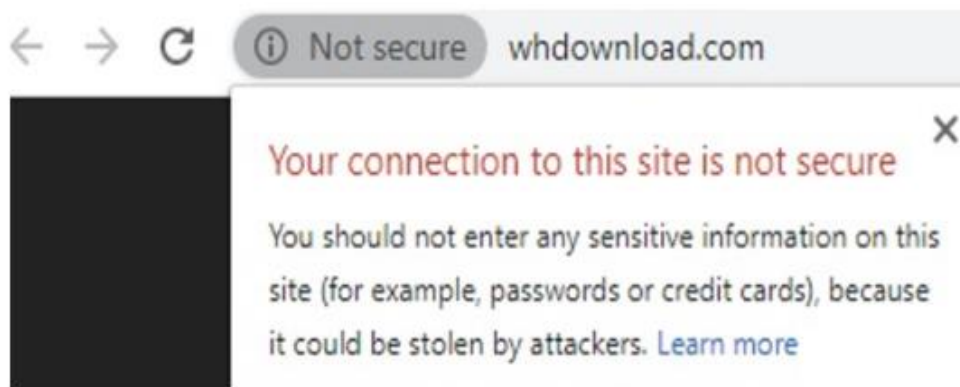 Not secure whdownload.com
Your connection to this site is not secure
You should not enter any sensitive information on this
site (for example, passwords or credit cards), because
it could be stolen by attackers. Learn more